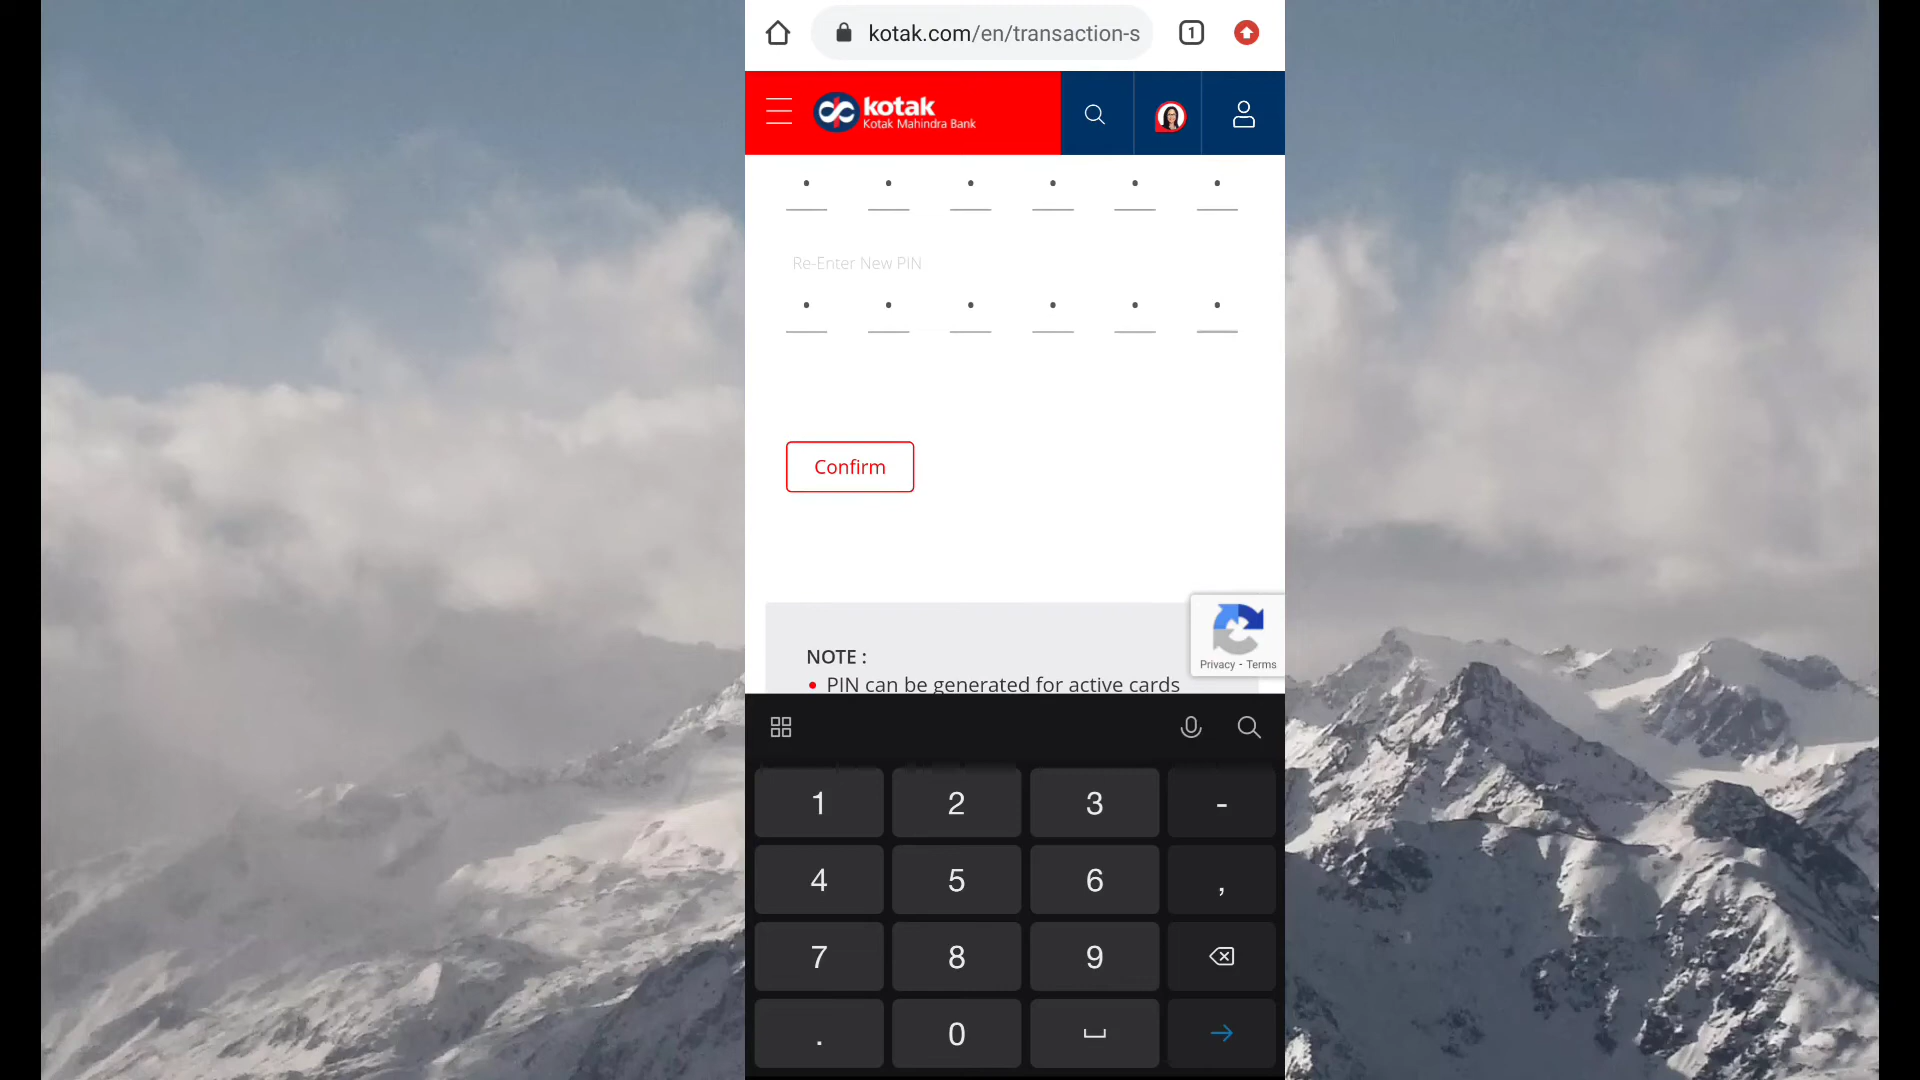 kotak.com/en/transaction-s
1
kotak
Kotak Mahindra Bank
Re-Enter New PIN
Confirm
Privacy - Terms
NOTE :
• PIN can be generated for active cards
1 2 3 -
4 5 6 ,
7 8 9
. 0